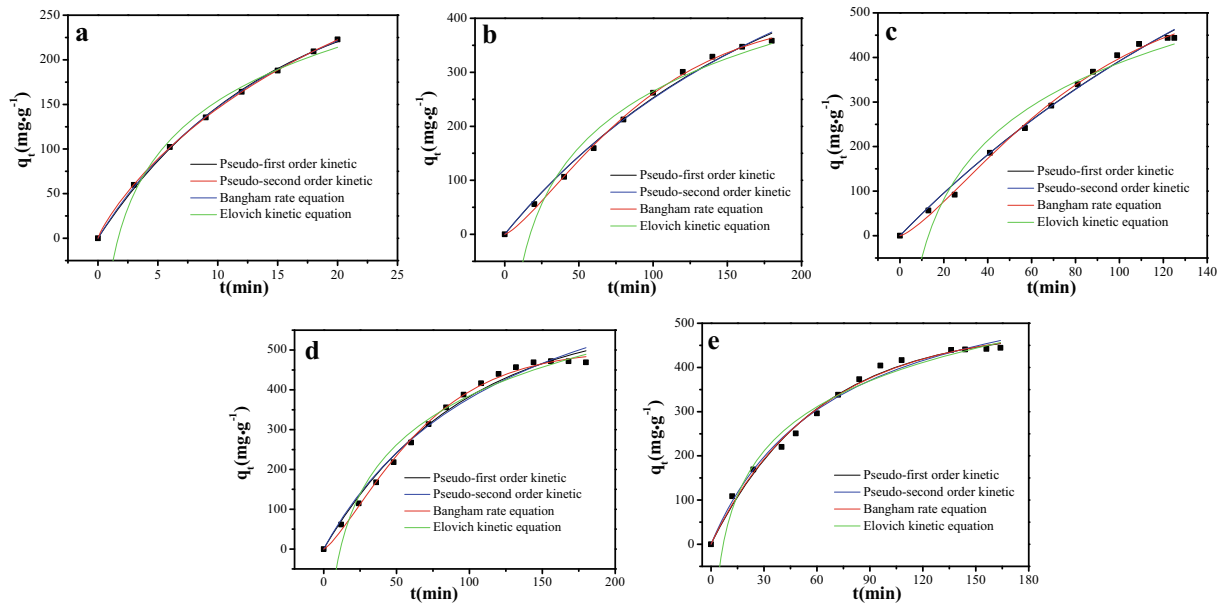 a
250
200
150
100
50
0
q_t(mg·g⁻¹)
Pseudo-first order kinetic
Pseudo-second order kinetic
Bangham rate equation
Elovich kinetic equation
0 5 10 15 20 25
t(min)
b
400
300
200
100
0
q_t(mg·g⁻¹)
Pseudo-first order kinetic
Pseudo-second order kinetic
Bangham rate equation
Elovich kinetic equation
0 50 100 150 200
t(min)
c
500
400
300
200
100
0
q_t(mg·g⁻¹)
Pseudo-first order kinetic
Pseudo-second order kinetic
Bangham rate equation
Elovich kinetic equation
0 20 40 60 80 100 120 140
t(min)
d
500
400
300
200
100
0
q_t(mg·g⁻¹)
Pseudo-first order kinetic
Pseudo-second order kinetic
Bangham rate equation
Elovich kinetic equation
0 50 100 150 200
t(min)
e
500
400
300
200
100
0
q_t(mg·g⁻¹)
Pseudo-first order kinetic
Pseudo-second order kinetic
Bangham rate equation
Elovich kinetic equation
0 30 60 90 120 150 180
t(min)